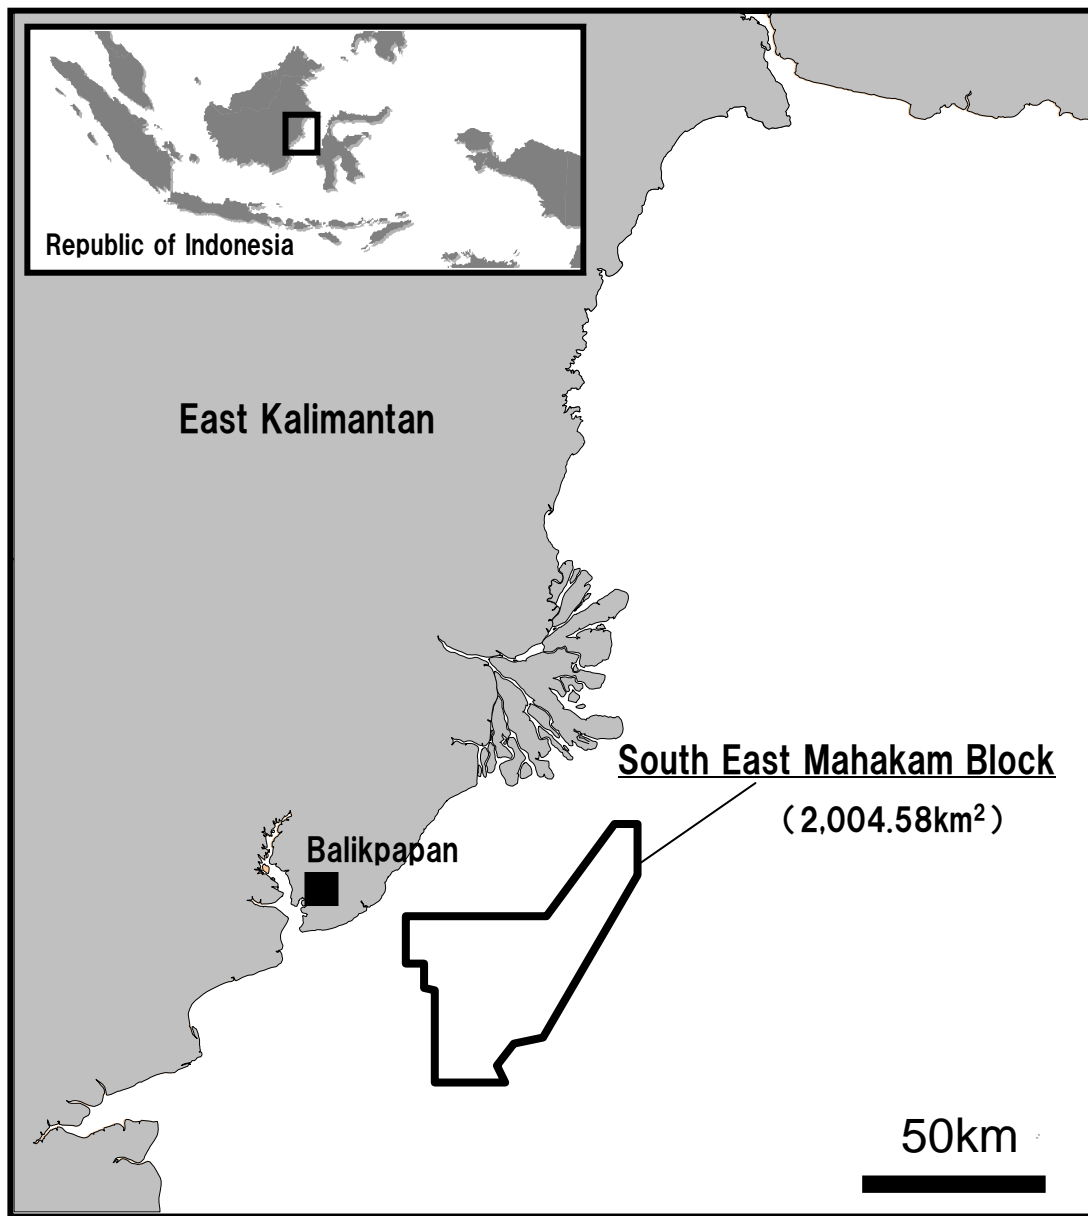 Republic of Indonesia
East Kalimantan
South East Mahakam Block
（2,004.58km²）
Balikpapan
50km